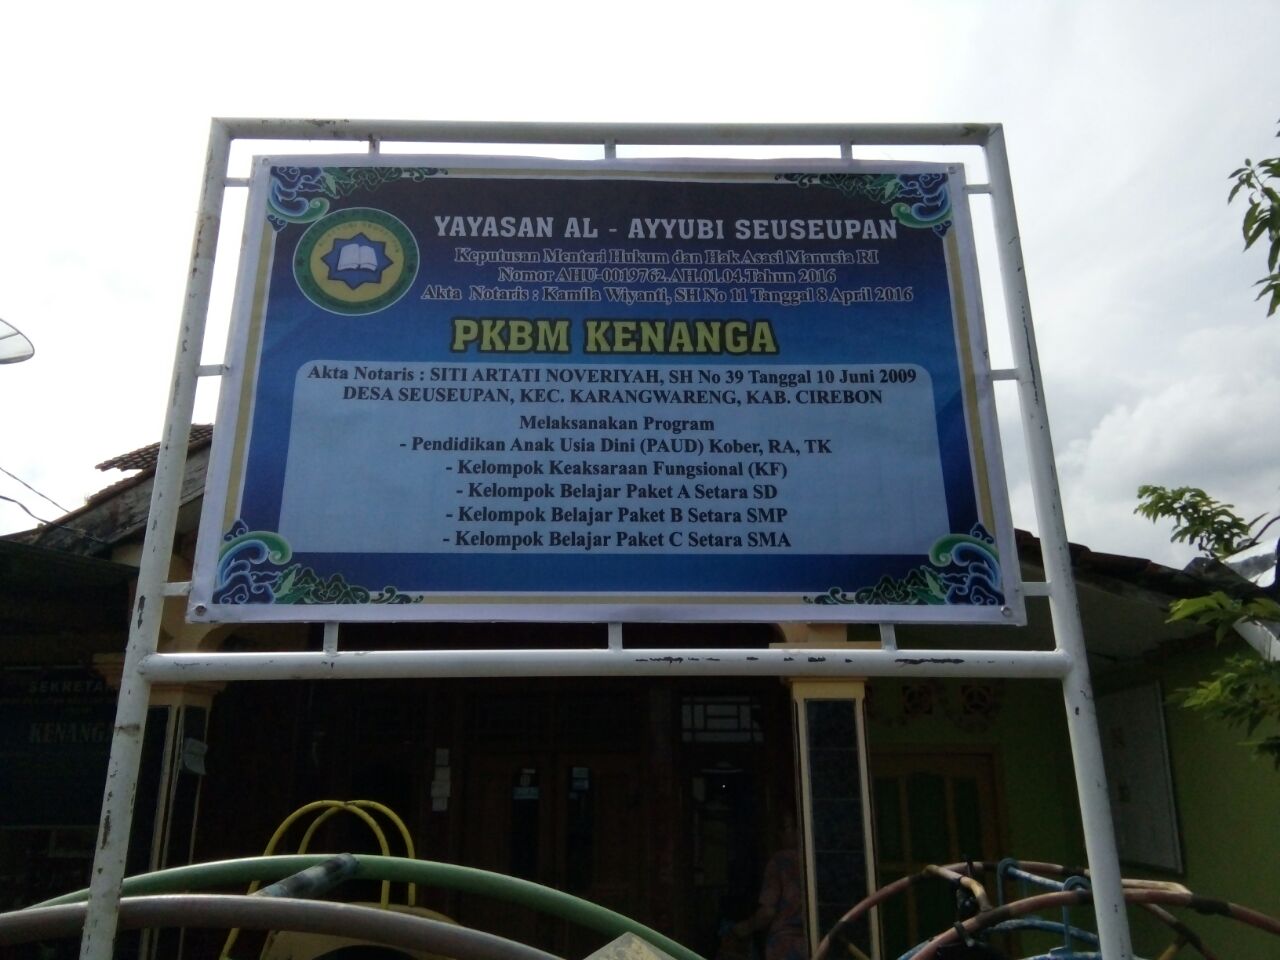 YAYASAN AL - AYYUBI SEUSEUPAN
Keputusan Menteri Hukum dan Hak Asasi Manusia RI
Nomor AHU-0019762.AH.01.04.Tahun 2016
Akta Notaris : Kamila Wiyanti, SH No 11 Tanggal 8 April 2016
PKBM KENANGA
Akta Notaris : SITI ARTATI NOVERIYAH, SH No 39 Tanggal 10 Juni 2009
DESA SEUSEUPAN, KEC. KARANGWARENG, KAB. CIREBON
Melaksanakan Program
- Pendidikan Anak Usia Dini (PAUD) Kober, RA, TK
- Kelompok Keaksaraan Fungsional (KF)
- Kelompok Belajar Paket A Setara SD
- Kelompok Belajar Paket B Setara SMP
- Kelompok Belajar Paket C Setara SMA